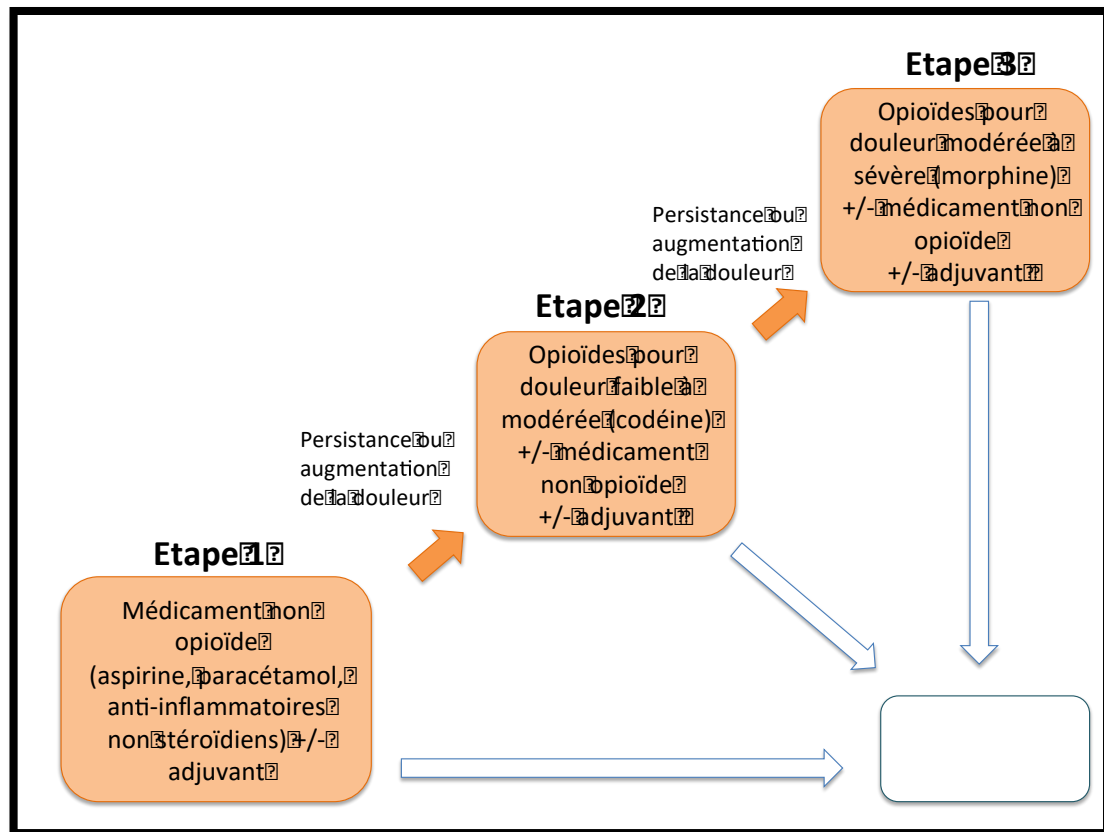 Etape 3
Opioïdes pour
douleur modérée à
sévère (morphine)
+/- médicament non
opioïde
+/- adjuvant
Persistance ou
augmentation
de la douleur
Etape 2
Opioïdes pour
douleur faible à
modérée (codéine)
+/- médicament
non opioïde
+/- adjuvant
Persistance ou
augmentation
de la douleur
Etape 1
Médicament non
opioïde
(aspirine, paracétamol,
anti-inflammatoires
non stéroïdiens) +/-
adjuvant